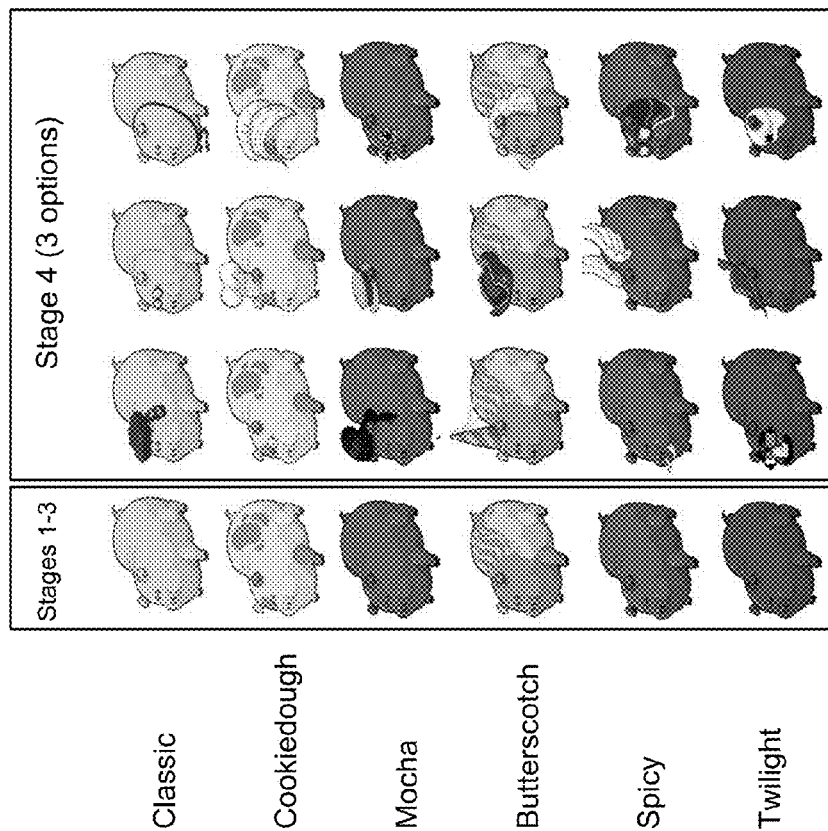 Stages 1-3
Stage 4 (3 options)
Classic
Cookiedough
Mocha
Butterscotch
Spicy
Twilight